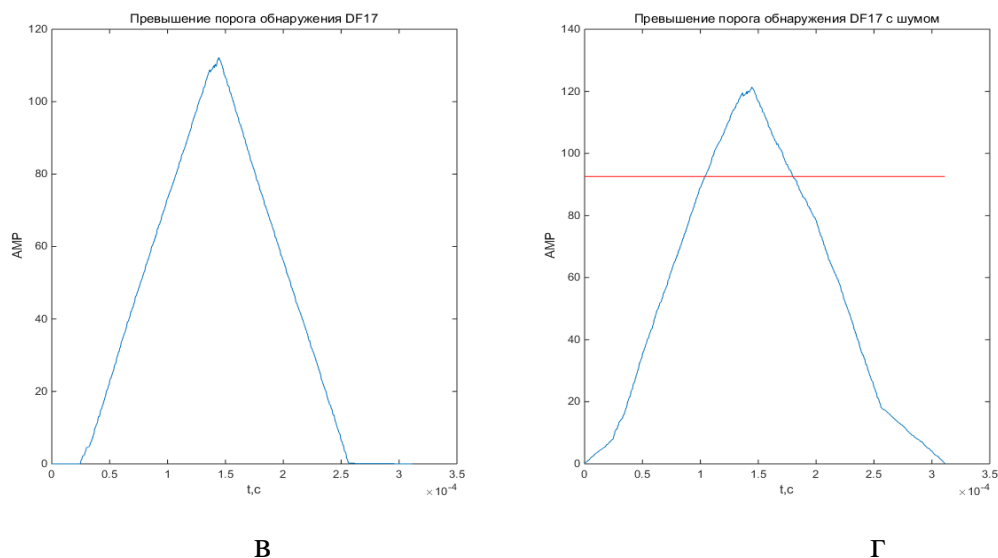 Превышение порога обнаружения DF17
120
100
80
60
40
20
0
AMP
0 0.5 1 1.5 2 2.5 3 3.5
t,c
×10⁻⁴
в
Превышение порога обнаружения DF17 с шумом
140
120
100
80
60
40
20
0
AMP
0 0.5 1 1.5 2 2.5 3 3.5
t,c
×10⁻⁴
г